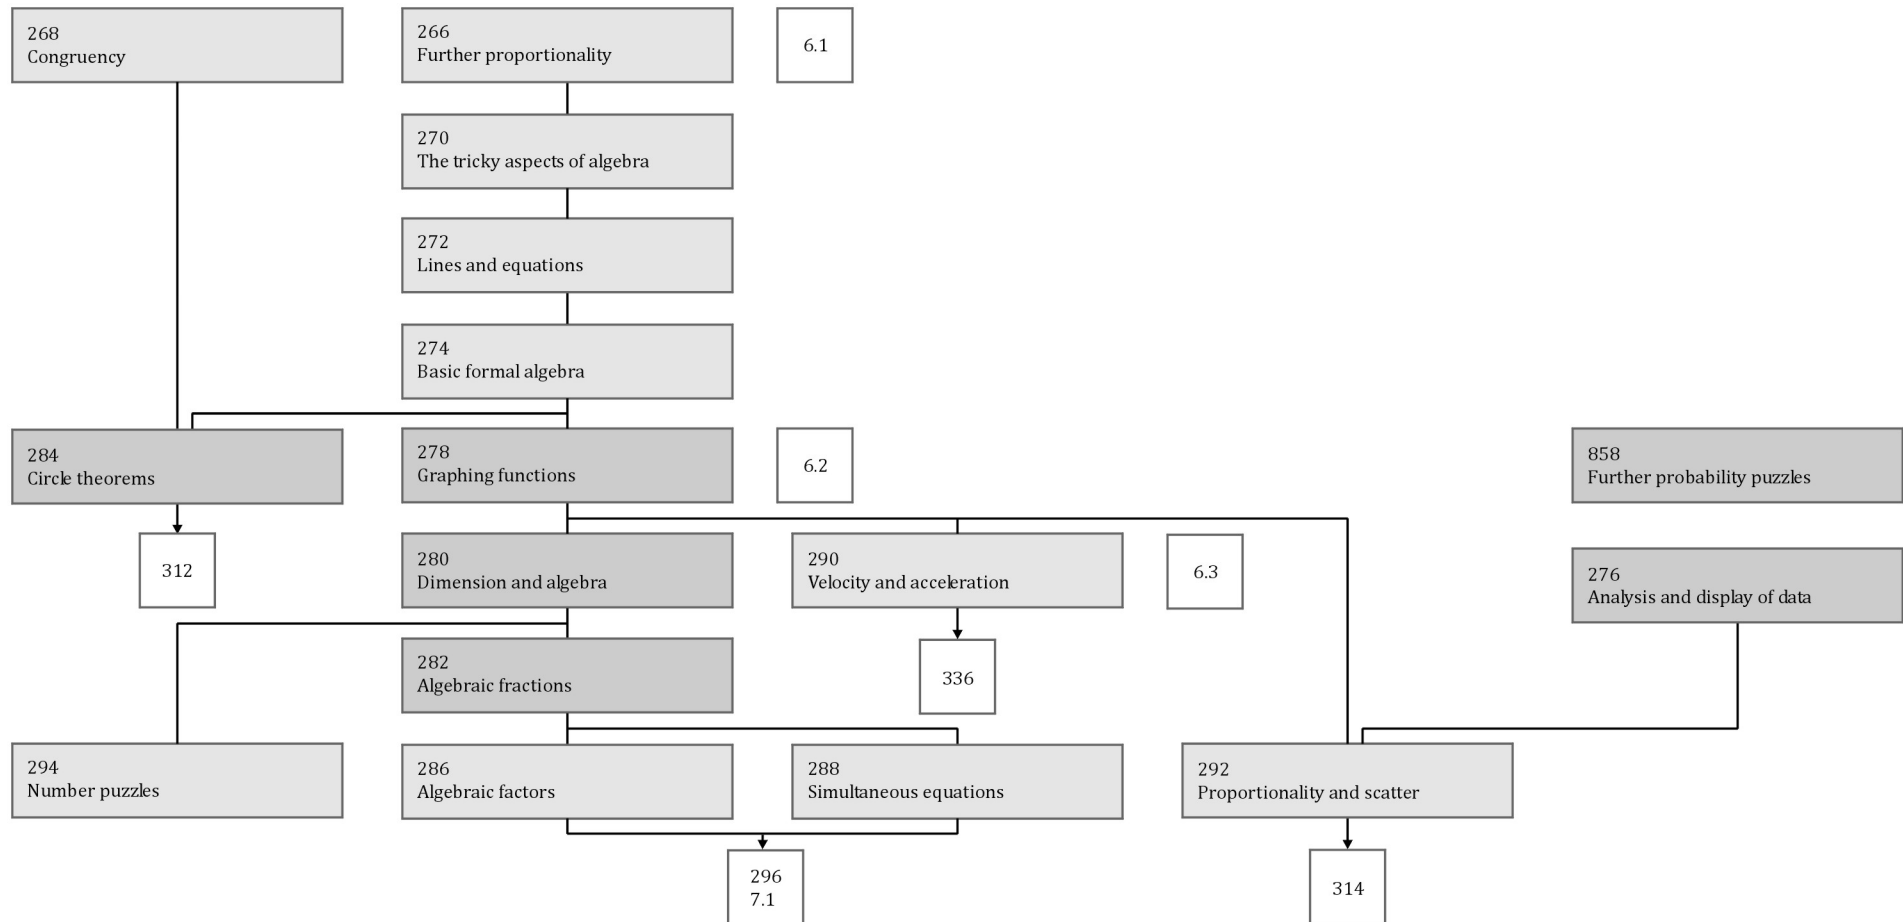 268
Congruency
266
Further proportionality
6.1
270
The tricky aspects of algebra
272
Lines and equations
274
Basic formal algebra
284
Circle theorems
278
Graphing functions
6.2
858
Further probability puzzles
312
280
Dimension and algebra
290
Velocity and acceleration
6.3
276
Analysis and display of data
282
Algebraic fractions
336
294
Number puzzles
286
Algebraic factors
288
Simultaneous equations
292
Proportionality and scatter
296
7.1
314